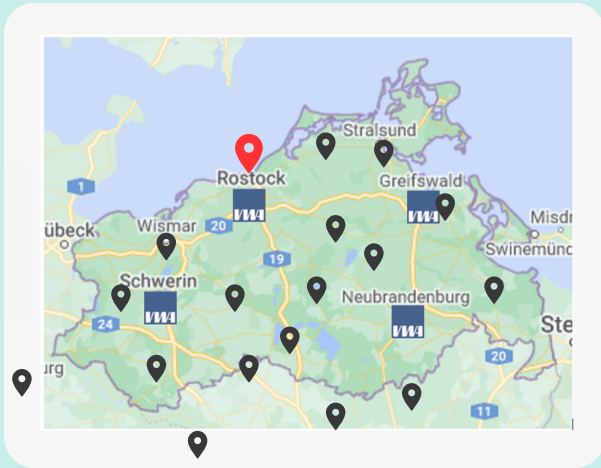 Stralsund
1
Rostock
Greifswald
VWA
VWA
Misdr
Wismar
20
übeck
Swinemünd
19
Schwerin
Neubrandenburg
VWA
24
VWA
Ste
20
urg
11